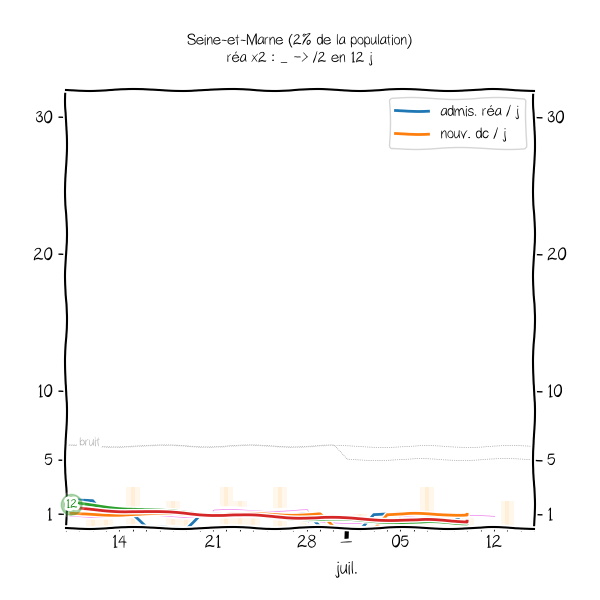 Seine-et-Marne (2% de la population)
réa x2 : _ -> /2 en 12 j
admis. réa / j
nouv. dc / j
30 30
20 20
10 10
bruit
5 5
12
1 1
14 21 28 _ 05 12
juil.